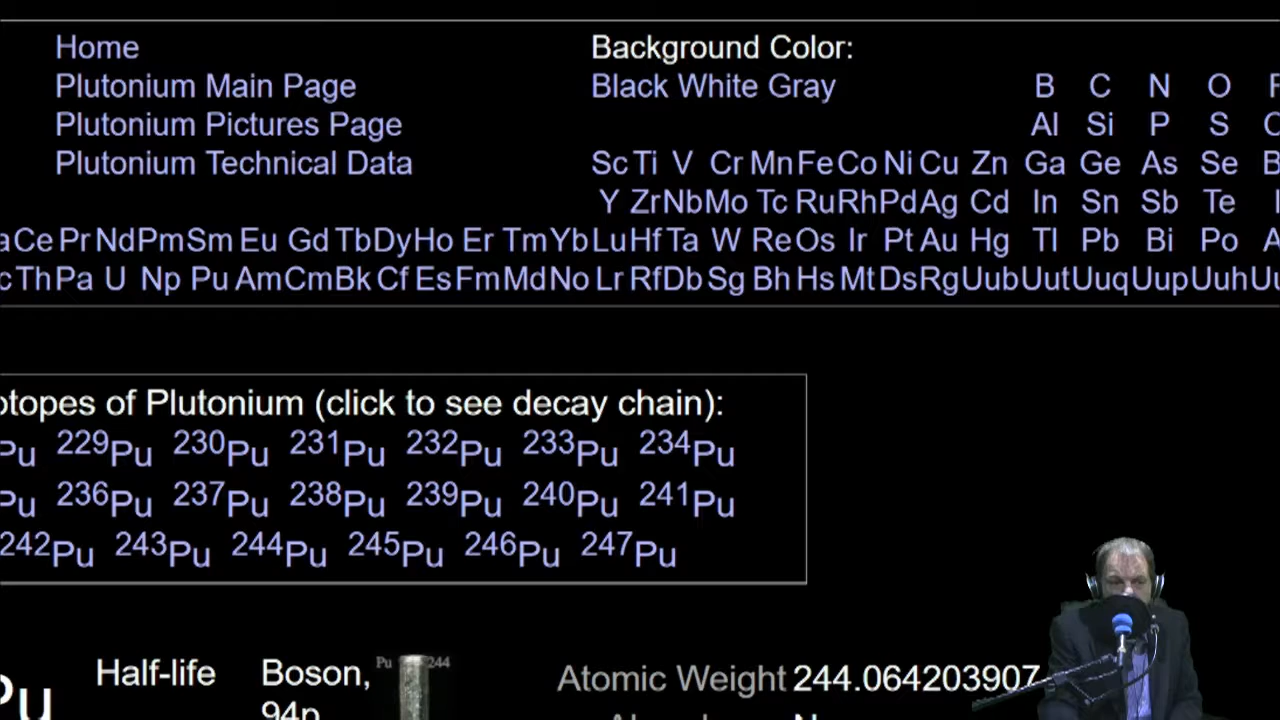 Home
Plutonium Main Page
Plutonium Pictures Page
Plutonium Technical Data
Background Color:
Black White Gray
B C N O
Al Si P S
Sc Ti V Cr Mn Fe Co Ni Cu Zn Ga Ge As Se
Y Zr Nb Mo Tc Ru Rh Pd Ag Cd In Sn Sb Te
Ce Pr Nd Pm Sm Eu Gd Tb Dy Ho Er Tm Yb Lu Hf Ta W Re Os Ir Pt Au Hg Tl Pb Bi Po
Th Pa U Np Pu Am Cm Bk Cf Es Fm Md No Lr Rf Db Sg Bh Hs Mt Ds Rg Uub Uut Uuq Uup Uuh
of Plutonium (click to see decay chain):
Pu 229Pu 230Pu 231Pu 232Pu 233Pu 234Pu
Pu 236Pu 237Pu 238Pu 239Pu 240Pu 241Pu
242Pu 243Pu 244Pu 245Pu 246Pu 247Pu
Pu
Half-life
Boson,
94p
Pu 244
Atomic Weight 244.064203907